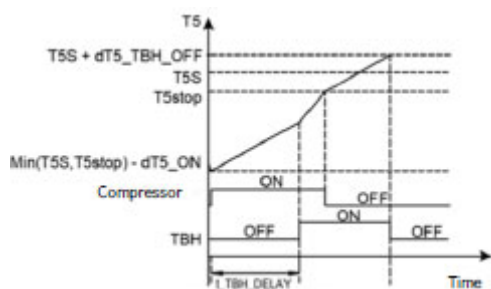 T5
T5S + dT5_TBH_OFF
T5S
T5stop
Min(T5S,T5stop) - dT5_ON
Compressor
ON
OFF
TBH
OFF
ON
OFF
t_TBH_DELAY
Time